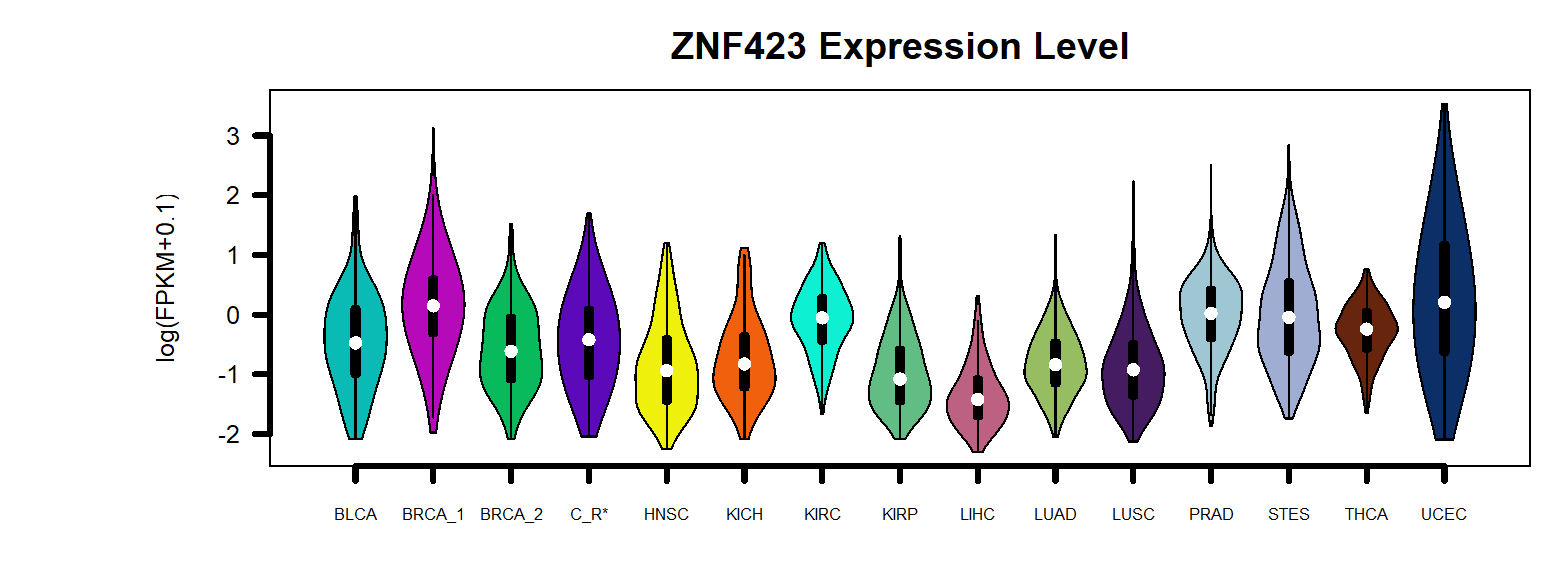 ZNF423 Expression Level
log(FPKM+0.1)
3
2
1
0
-1
-2
BLCA BRCA_1 BRCA_2 C_R* HNSC KICH KIRC KIRP LIHC LUAD LUSC PRAD STES THCA UCEC